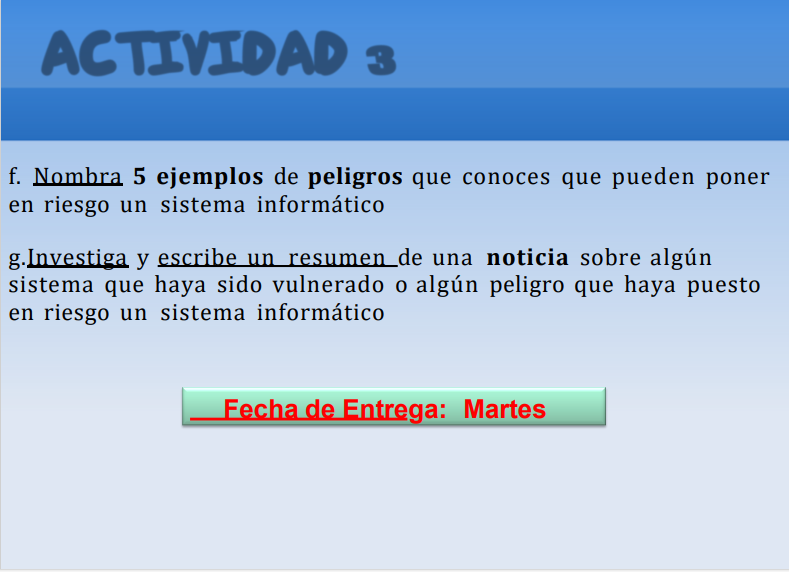 ACTIVIDAD 3
f. Nombra 5 ejemplos de peligros que conoces que pueden poner
en riesgo un sistema informático
g.Investiga y escribe un resumen de una noticia sobre algún
sistema que haya sido vulnerado o algún peligro que haya puesto
en riesgo un sistema informático
Fecha de Entrega: Martes